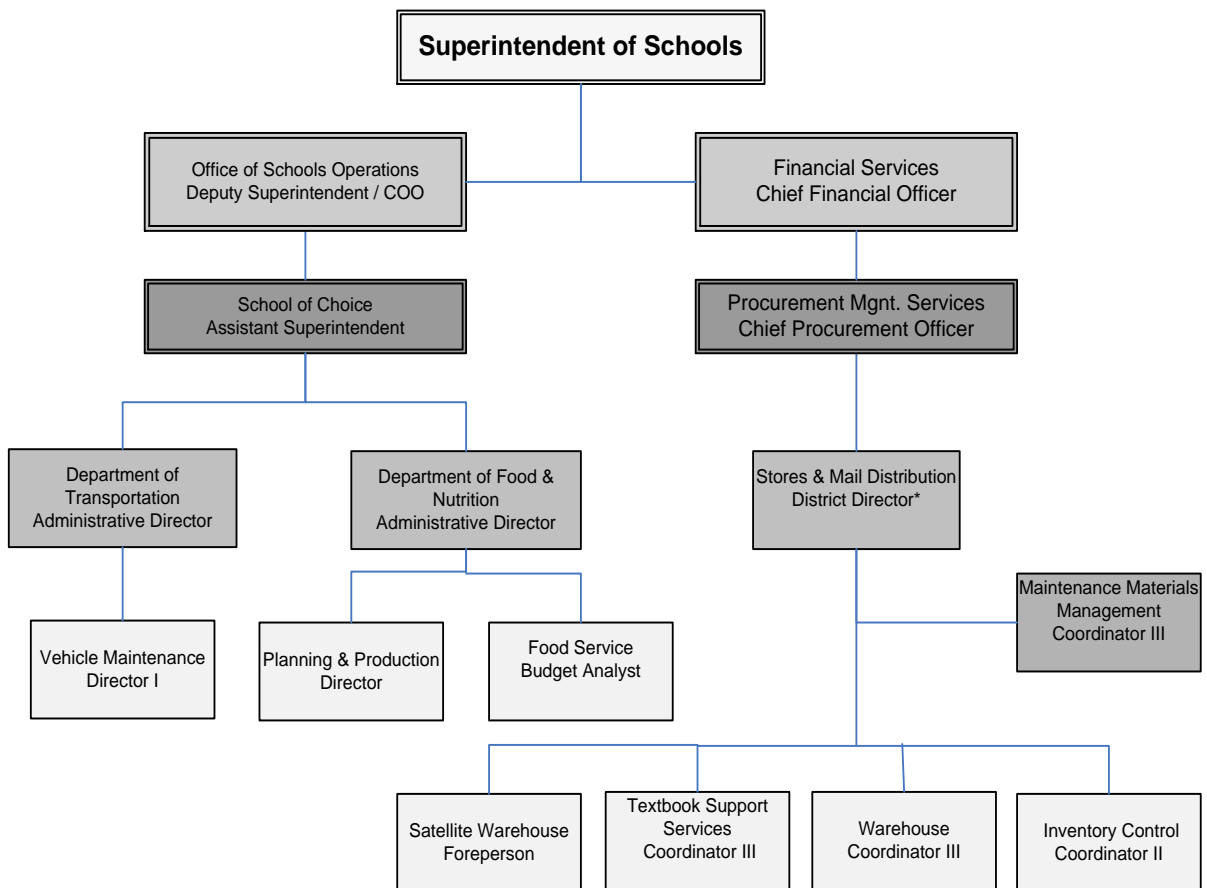 Superintendent of Schools
Office of Schools Operations
Deputy Superintendent / COO
Financial Services
Chief Financial Officer
School of Choice
Assistant Superintendent
Procurement Mgnt. Services
Chief Procurement Officer
Department of
Transportation
Administrative Director
Department of Food &
Nutrition
Administrative Director
Stores & Mail Distribution
District Director*
Maintenance Materials
Management
Coordinator III
Vehicle Maintenance
Director I
Planning & Production
Director
Food Service
Budget Analyst
Satellite Warehouse
Foreperson
Textbook Support
Services
Coordinator III
Warehouse
Coordinator III
Inventory Control
Coordinator II